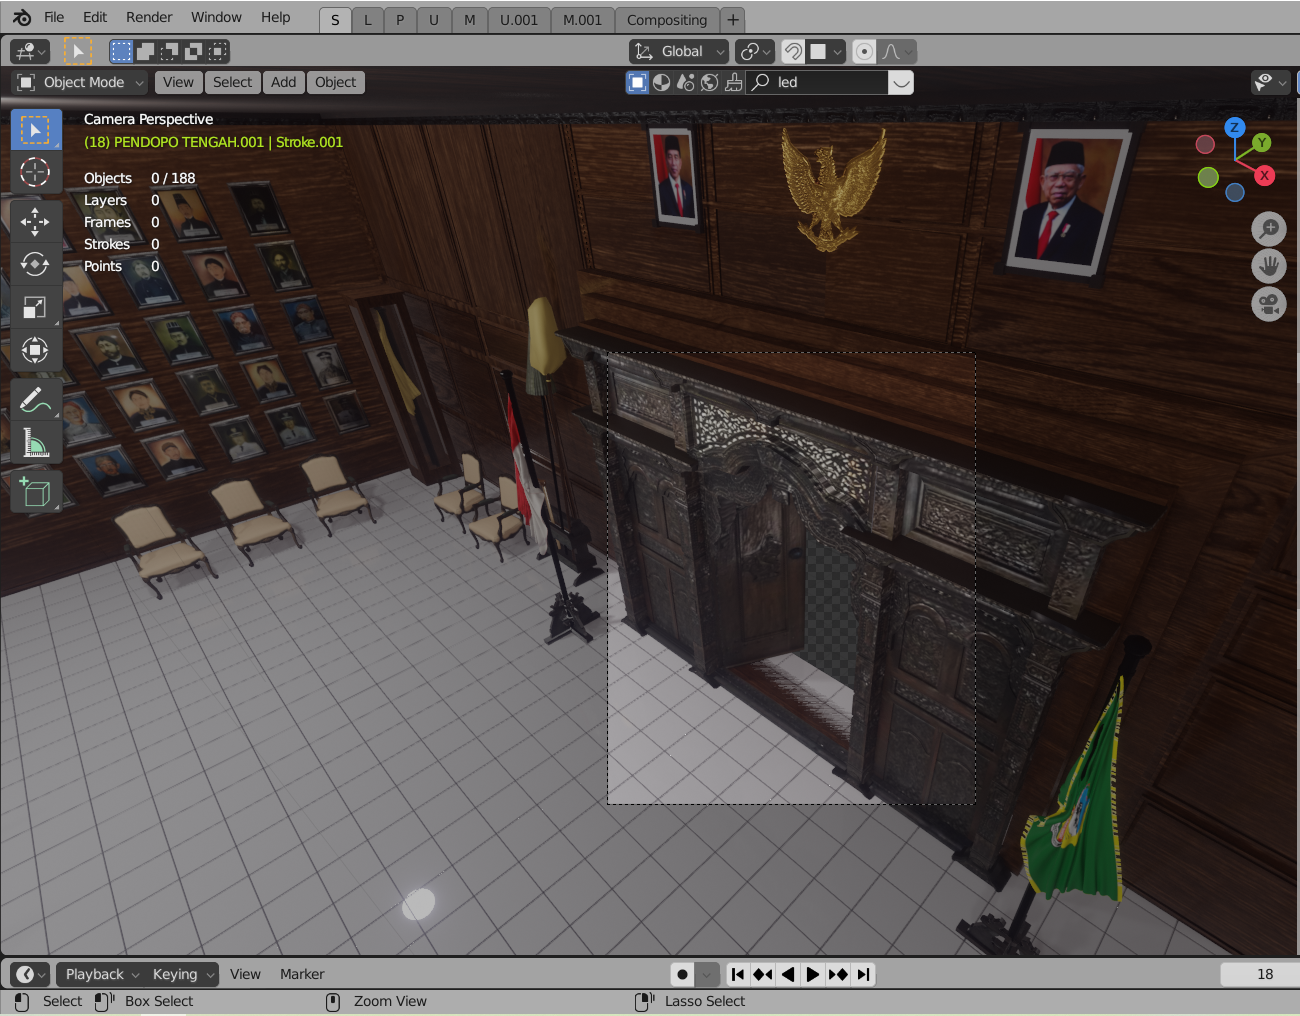 File Edit Render Window Help S L P U M U.001 M.001 Compositing +
Global
Object Mode View Select Add Object led
Camera Perspective
(18) PENDOPO TENGAH.001 | Stroke.001
Objects 0 / 188
Layers 0
Frames 0
Strokes 0
Points 0
Z
Y
X
Playback Keying View Marker 18
Select Box Select Zoom View Lasso Select